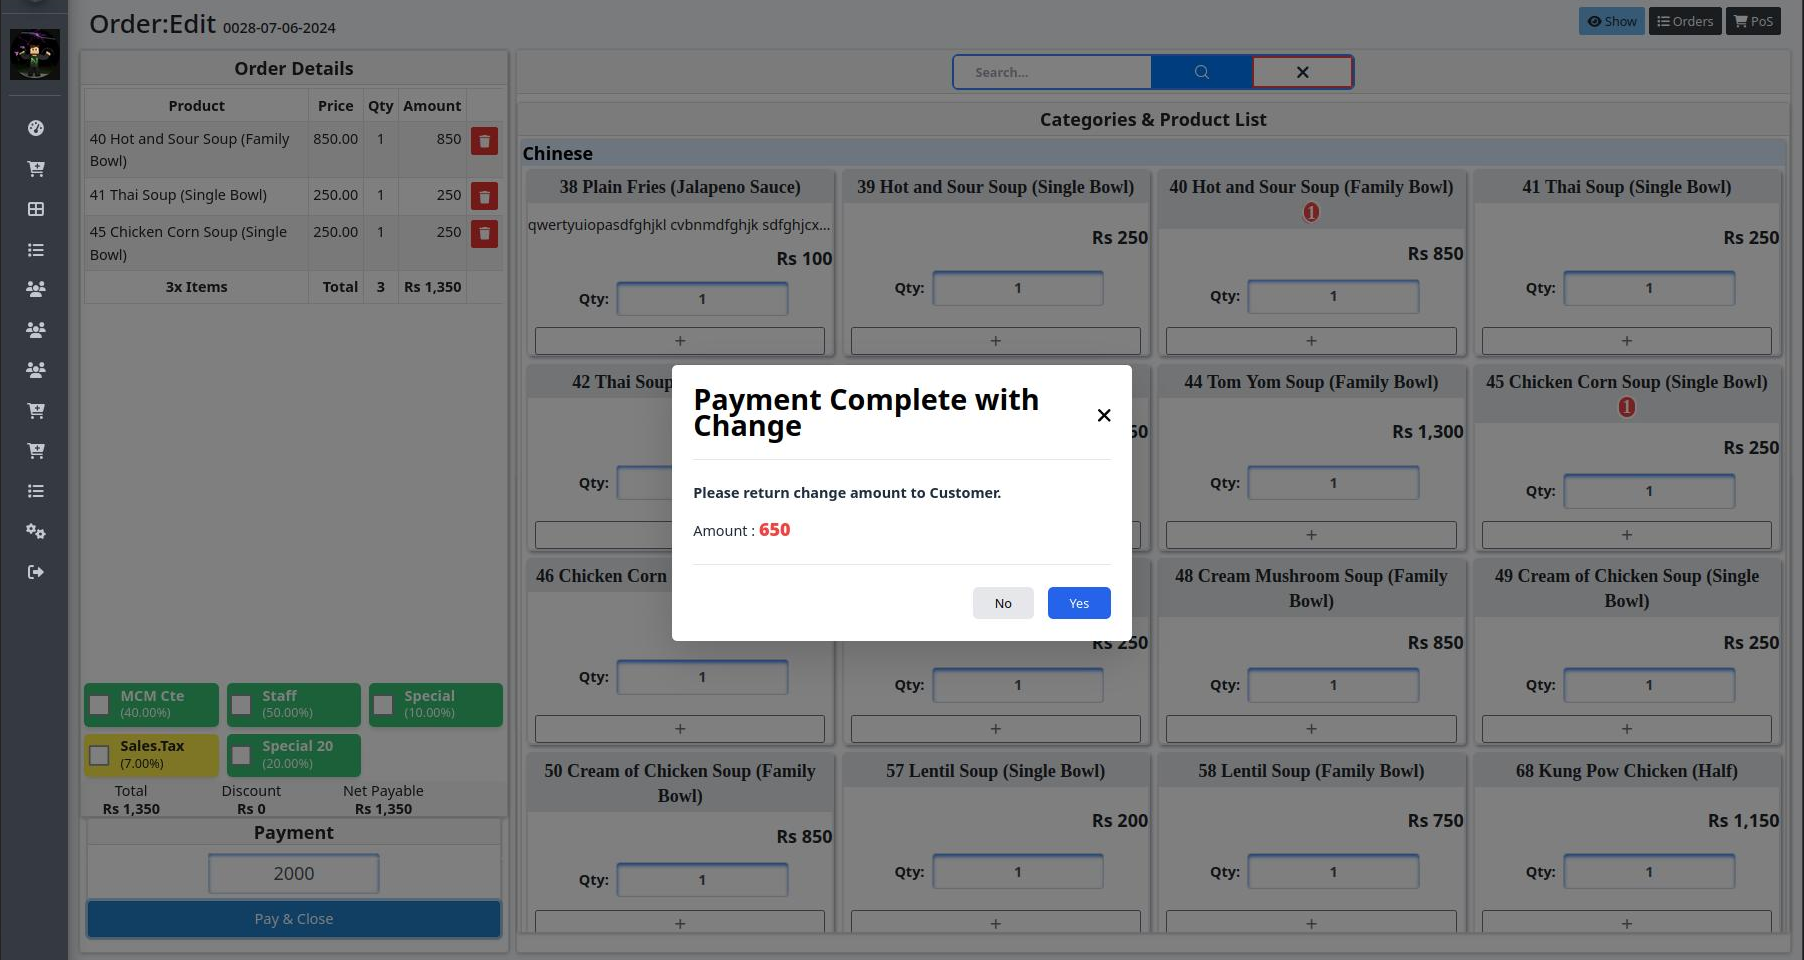 Order:Edit 0028-07-06-2024
Show
Orders
PoS
Order Details
Product Price Qty Amount
40 Hot and Sour Soup (Family
Bowl)
850.00 1 850
41 Thai Soup (Single Bowl) 250.00 1 250
45 Chicken Corn Soup (Single
Bowl)
250.00 1 250
3x Items Total 3 Rs 1,350
MCM Cte
(40.00%)
Staff
(50.00%)
Special
(10.00%)
Sales.Tax
(7.00%)
Special 20
(20.00%)
Total Discount Net Payable
Rs 1,350 Rs 0 Rs 1,350
Payment
2000
Pay & Close
Search...
Categories & Product List
Chinese
38 Plain Fries (Jalapeno Sauce)
qwertyuiopasdfghjkl cvbnmdfghjk sdfghjcx...
Rs 100
Qty: 1
+
39 Hot and Sour Soup (Single Bowl)
Rs 250
Qty: 1
+
40 Hot and Sour Soup (Family Bowl)
1
Rs 850
Qty: 1
+
41 Thai Soup (Single Bowl)
Rs 250
Qty: 1
+
42 Thai Soup
Qty:
44 Tom Yom Soup (Family Bowl)
Rs 1,300
Qty: 1
+
45 Chicken Corn Soup (Single Bowl)
1
Rs 250
Qty: 1
+
Payment Complete with
Change
Please return change amount to Customer.
Amount : 650
No
Yes
46 Chicken Corn
Qty: 1
+
Rs 250
Qty: 1
+
48 Cream Mushroom Soup (Family
Bowl)
Rs 850
Qty: 1
+
49 Cream of Chicken Soup (Single
Bowl)
Rs 250
Qty: 1
+
50 Cream of Chicken Soup (Family
Bowl)
Rs 850
Qty: 1
+
57 Lentil Soup (Single Bowl)
Rs 200
Qty: 1
+
58 Lentil Soup (Family Bowl)
Rs 750
Qty: 1
+
68 Kung Pow Chicken (Half)
Rs 1,150
Qty: 1
+